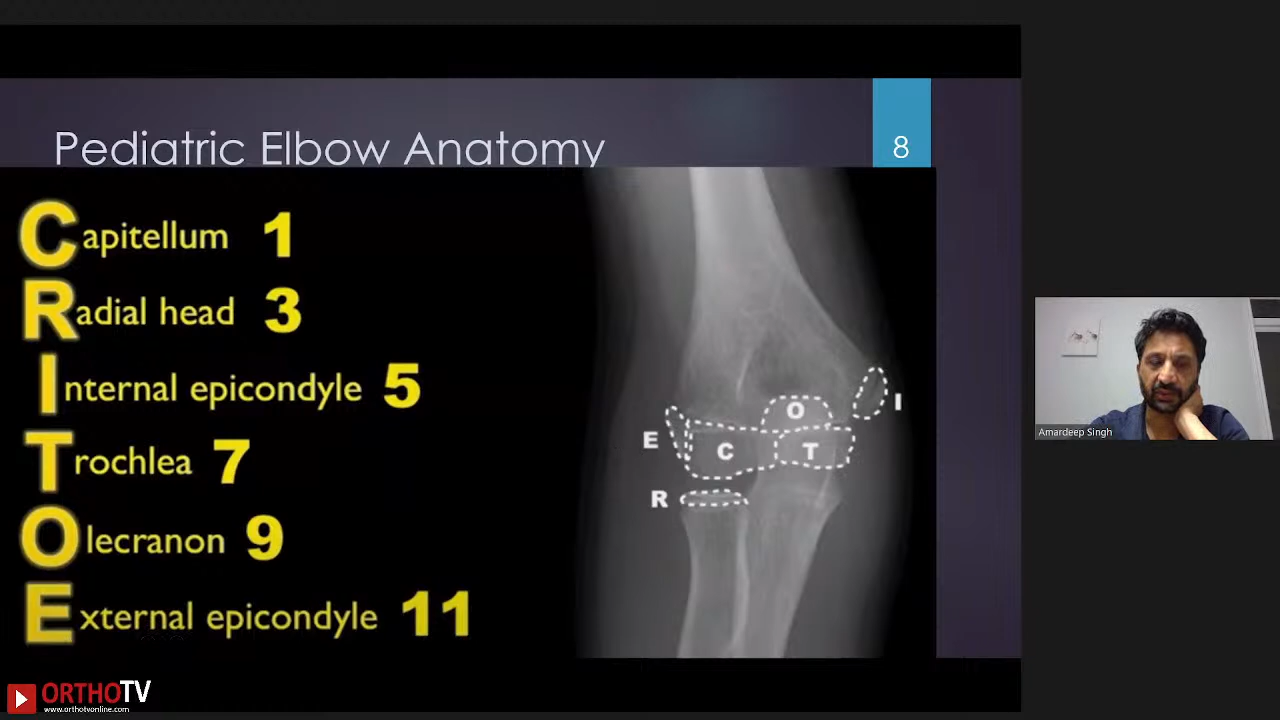 Pediatric Elbow Anatomy
8
Capitellum 1
Radial head 3
Internal epicondyle 5
Trochlea 7
Olecranon 9
External epicondyle 11
O
I
E
C
T
R
Amardeep Singh
ORTHOTV
www.orthotvonline.com